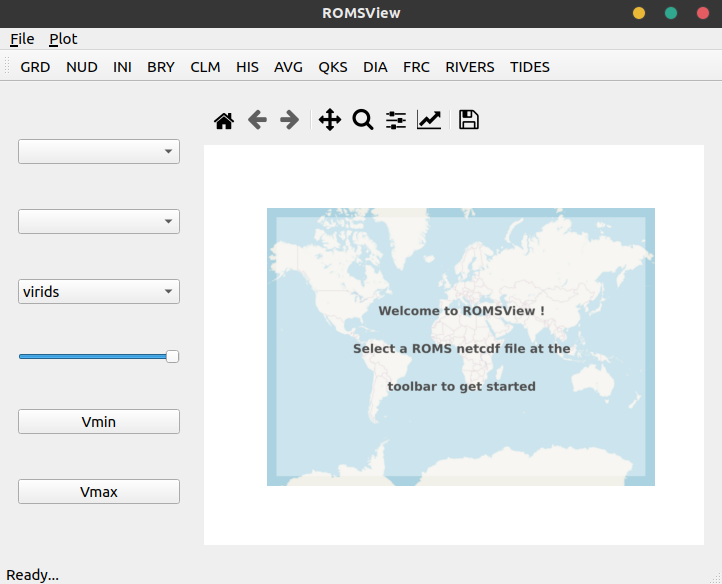 ROMSView
File Plot
GRD NUD INI BRY CLM HIS AVG QKS DIA FRC RIVERS TIDES
virids
Vmin
Vmax
Welcome to ROMSView !
Select a ROMS netcdf file at the
toolbar to get started
Ready...